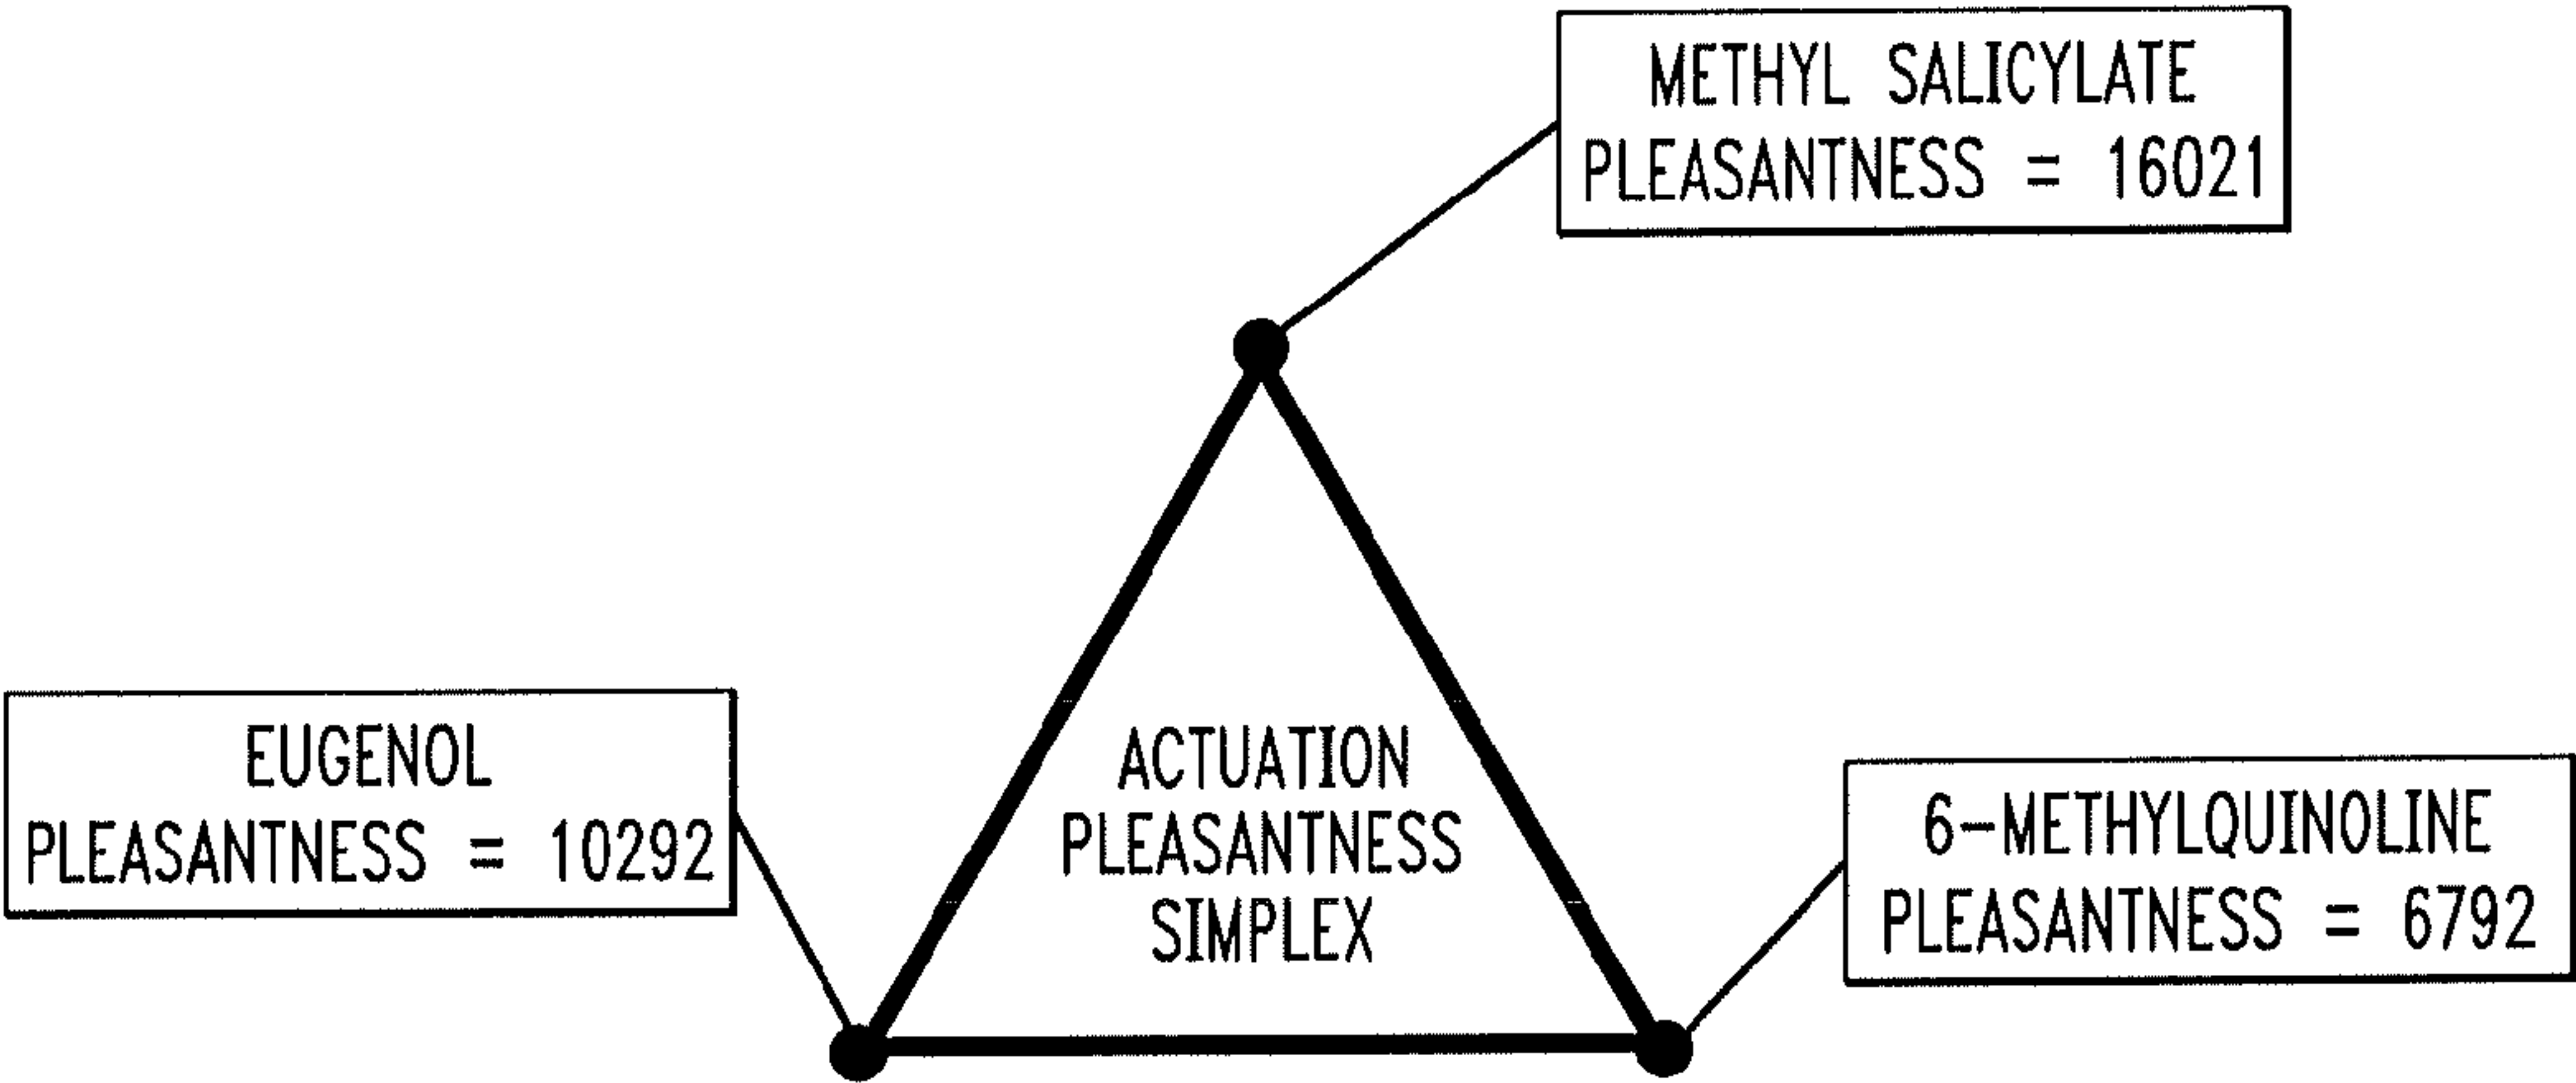 METHYL SALICYLATE
PLEASANTNESS = 16021
EUGENOL
PLEASANTNESS = 10292
ACTUATION
PLEASANTNESS
SIMPLEX
6-METHYLQUINOLINE
PLEASANTNESS = 6792